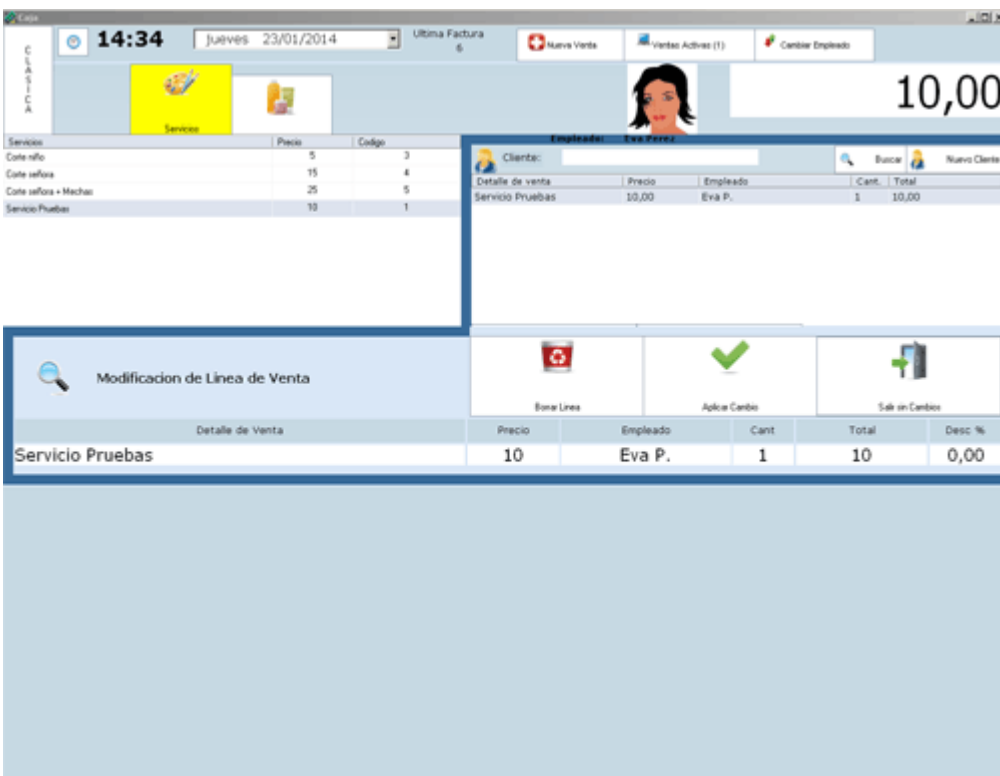 Caja
CLASICA
14:34
jueves 23/01/2014
Ultima Factura
6
Nueva Venta
Ventas Activas (1)
Cambiar Empleado
10,00
Servicios
Empleado: Eva Perez
Servicios Precio Codigo
Corte niño 5 3
Corte señora 15 4
Corte señora + Mechas 25 5
Servicio Pruebas 10 1
Cliente:
Buscar
Nuevo Cliente
Detalle de venta Precio Empleado Cant. Total
Servicio Pruebas 10,00 Eva P. 1 10,00
Modificacion de Linea de Venta
Borrar Linea
Aplicar Cambio
Salir sin Cambios
Detalle de Venta Precio Empleado Cant Total Desc %
Servicio Pruebas 10 Eva P. 1 10 0,00